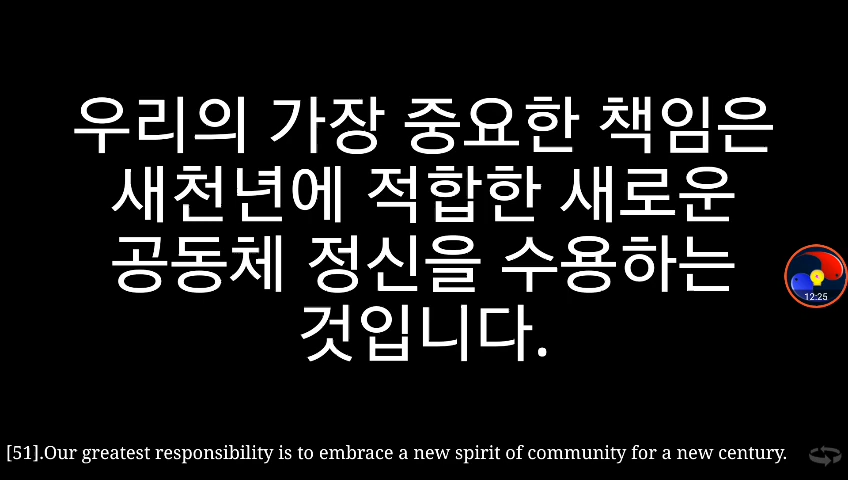 우리의 가장 중요한 책임은
새천년에 적합한 새로운
공동체 정신을 수용하는
것입니다.
12:25
[51].Our greatest responsibility is to embrace a new spirit of community for a new century.